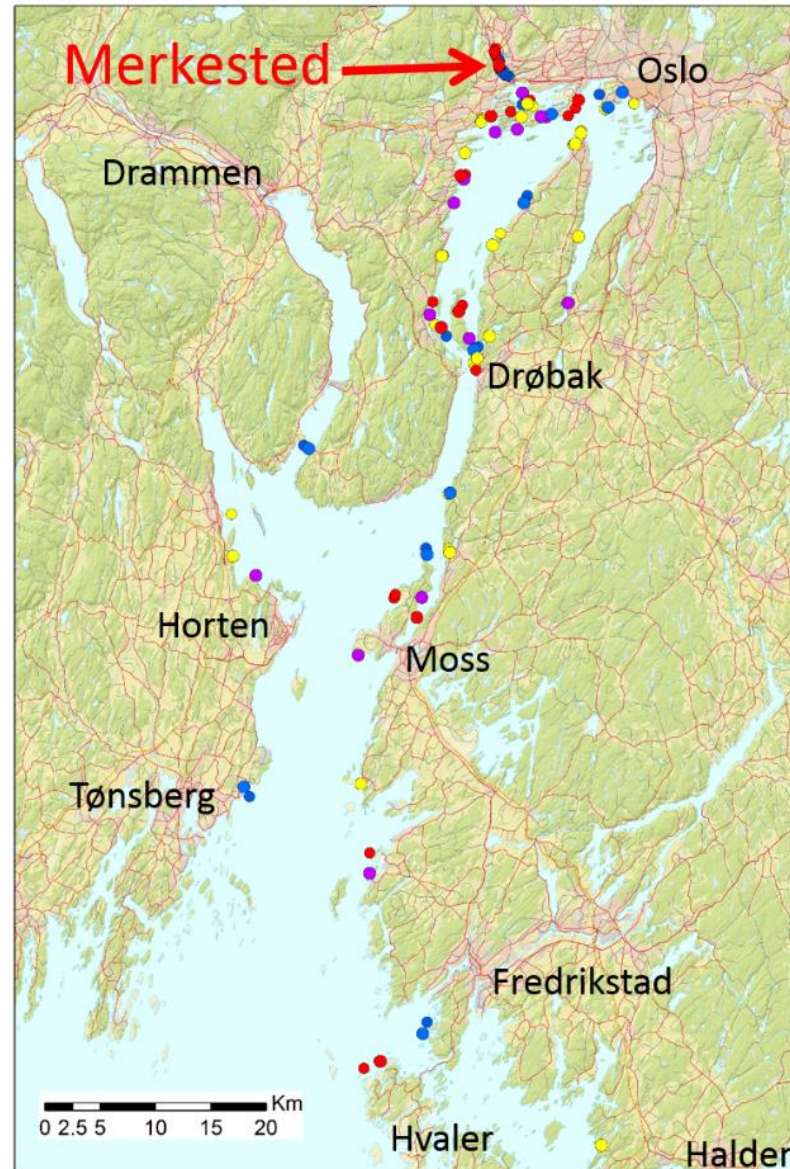 Merkested
Oslo
Drammen
Drøbak
Horten
Moss
Tønsberg
Fredrikstad
Km
0 2.5 5 10 15 20
Hvaler
Halder